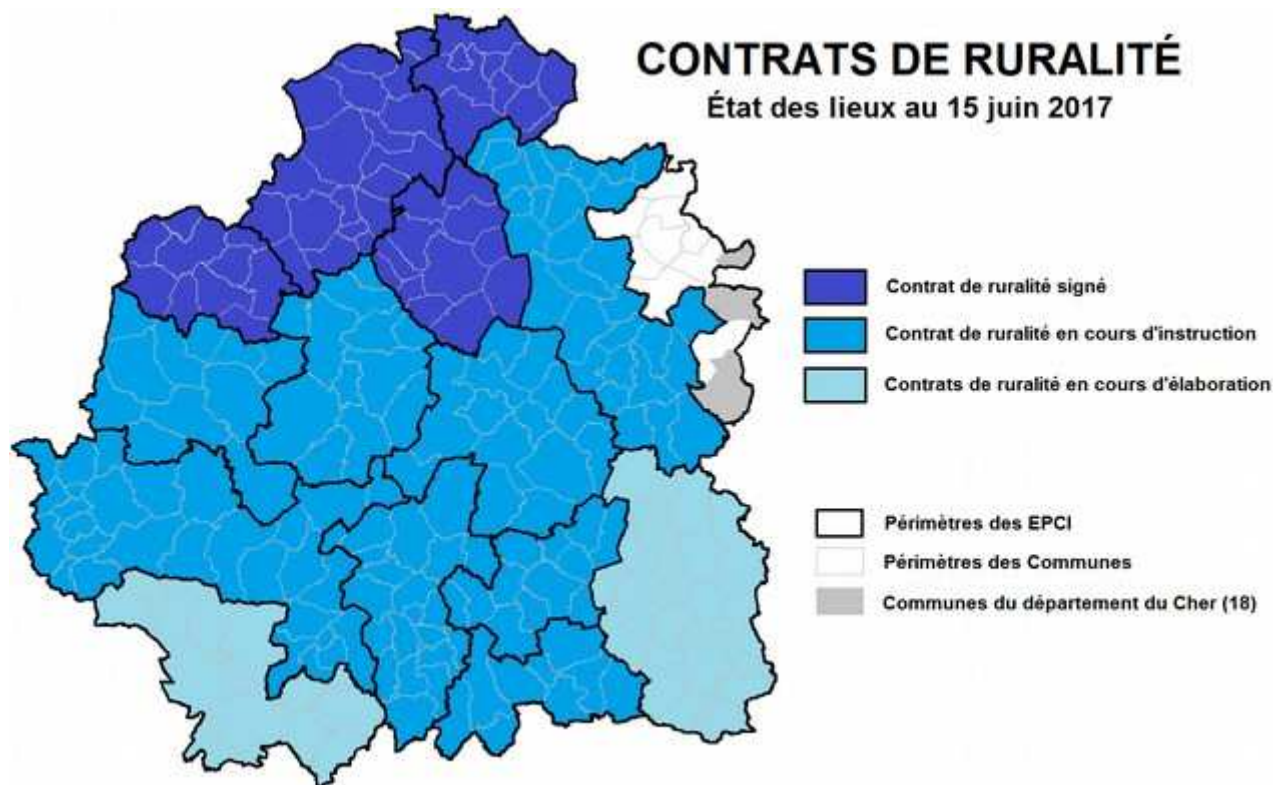 CONTRATS DE RURALITÉ
État des lieux au 15 juin 2017
Contrat de ruralité signé
Contrat de ruralité en cours d'instruction
Contrats de ruralité en cours d'élaboration
Périmètres des EPCI
Périmètres des Communes
Communes du département du Cher (18)